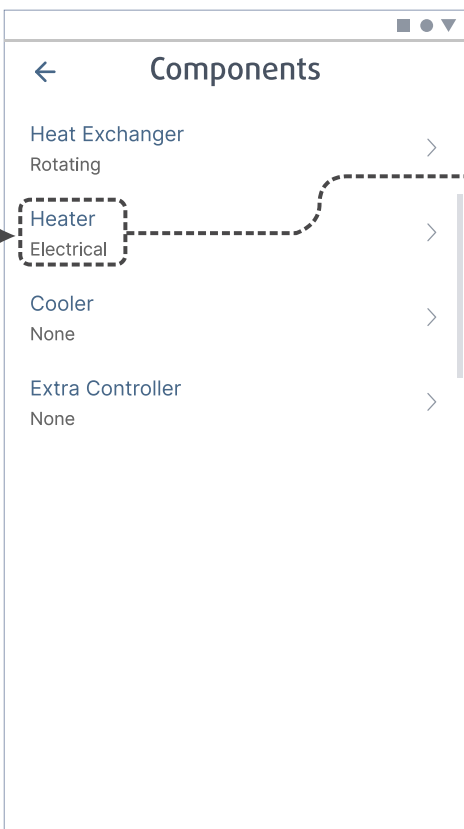 Components
Heat Exchanger
Rotating
Heater
Electrical
Cooler
None
Extra Controller
None